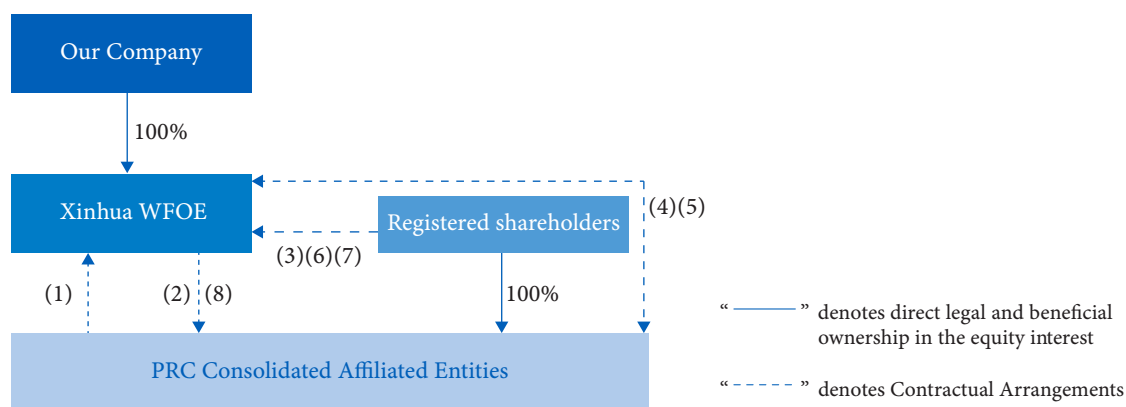 Our Company
100%
Xinhua WFOE
Registered shareholders
(4)(5)
(3)(6)(7)
(1)
(2)
(8)
100%
PRC Consolidated Affiliated Entities
“ ” denotes direct legal and beneficial
ownership in the equity interest
“ ” denotes Contractual Arrangements